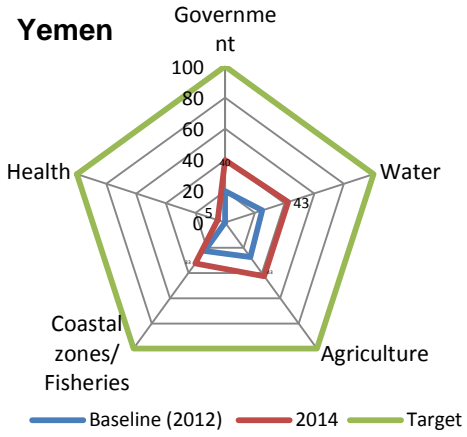 Yemen
Governme
nt
100
80
60
40
20
0
40
43
5
Health
Water
Coastal
zones/
Fisheries
Agriculture
Baseline (2012)
2014
Target